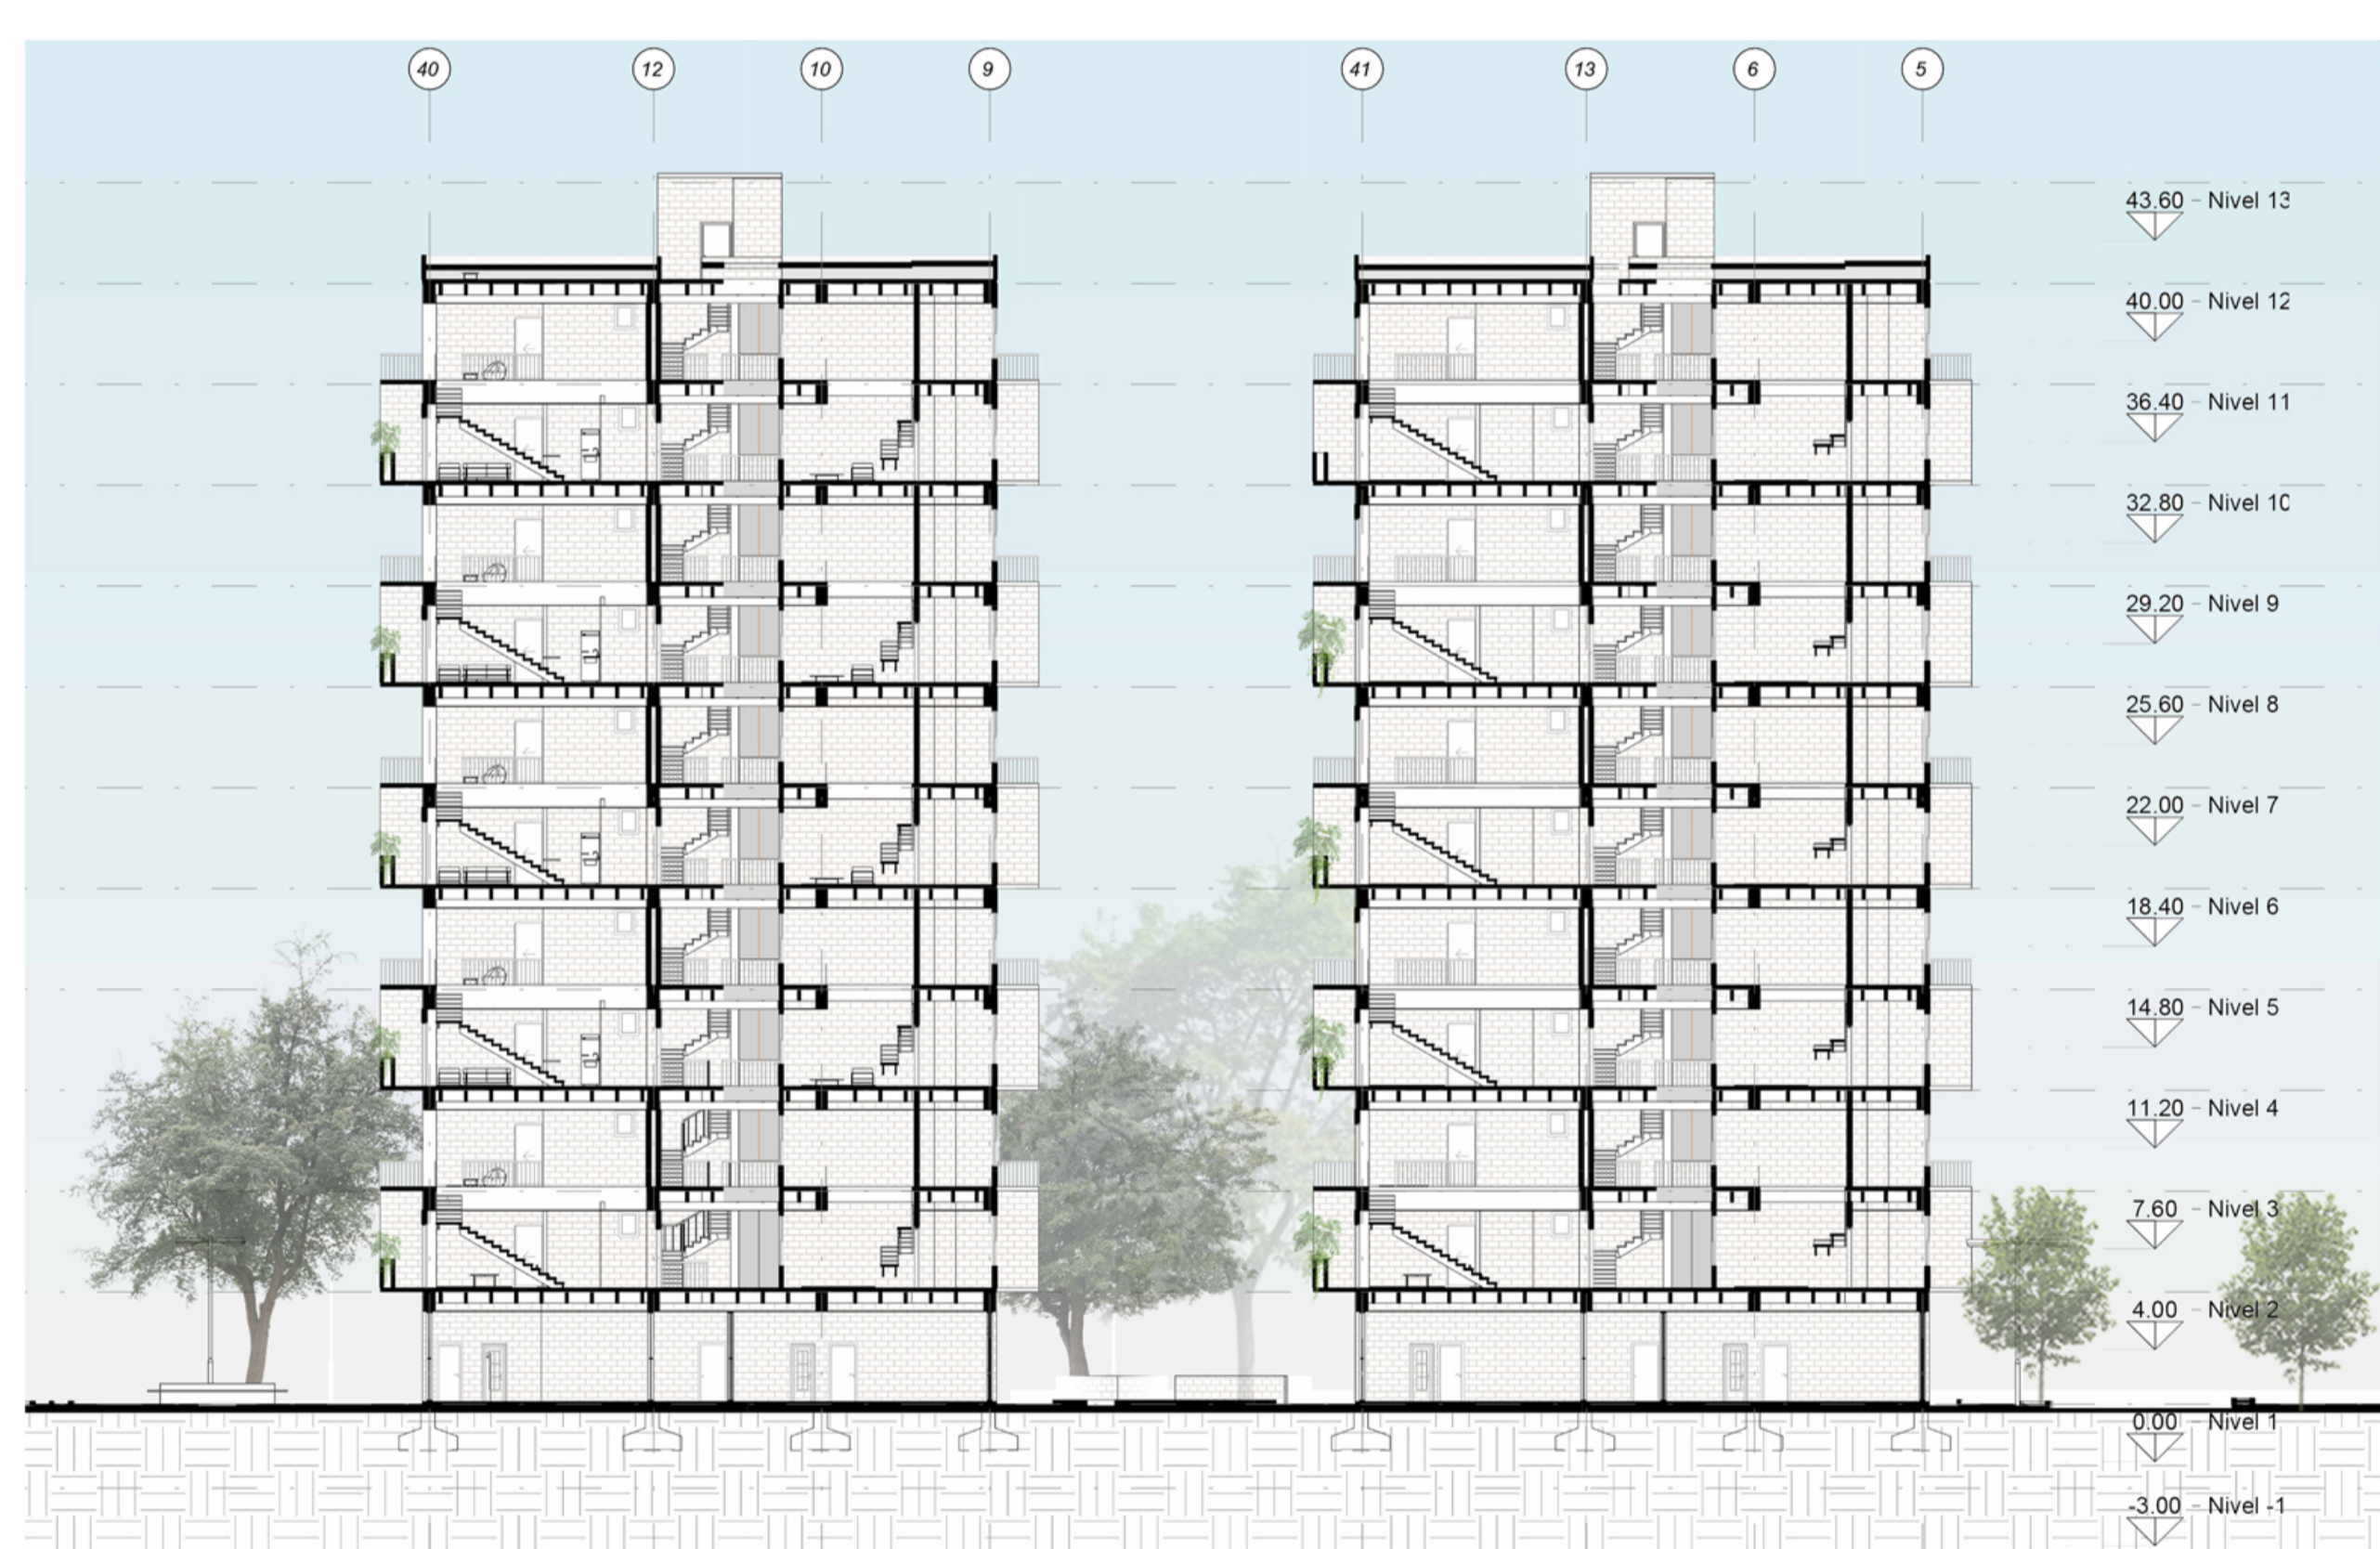 40 12 10 9 41 13 6 5
43.60 - Nivel 13
40.00 - Nivel 12
36.40 - Nivel 11
32.80 - Nivel 10
29.20 - Nivel 9
25.60 - Nivel 8
22.00 - Nivel 7
18.40 - Nivel 6
14.80 - Nivel 5
11.20 - Nivel 4
7.60 - Nivel 3
4.00 - Nivel 2
0.00 - Nivel 1
-3.00 - Nivel -1